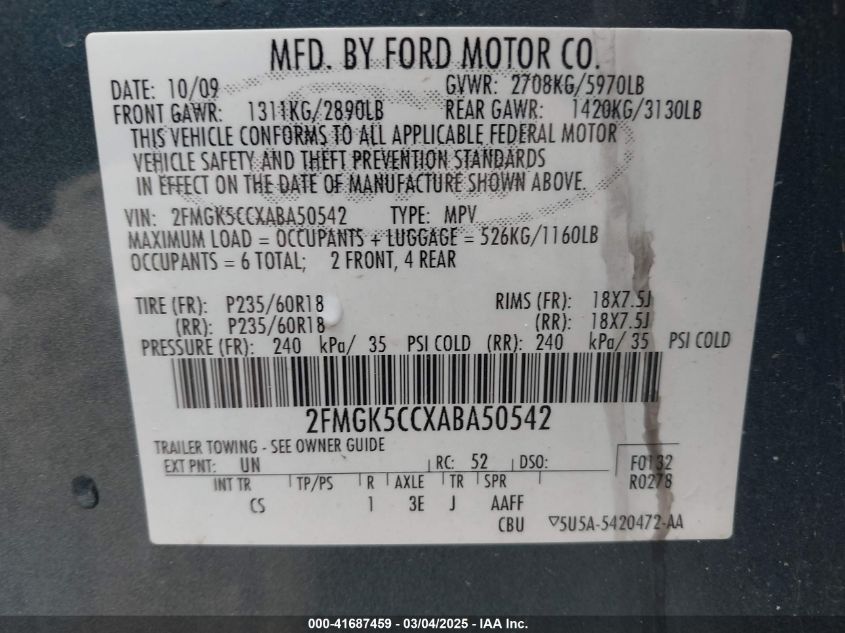 MFD. BY FORD MOTOR CO.
DATE: 10/09 GVWR: 2708KG/5970LB
FRONT GAWR: 1311KG/2890LB REAR GAWR: 1420KG/3130LB
THIS VEHICLE CONFORMS TO ALL APPLICABLE FEDERAL MOTOR
VEHICLE SAFETY AND THEFT PREVENTION STANDARDS
IN EFFECT ON THE DATE OF MANUFACTURE SHOWN ABOVE.
VIN: 2FMGK5CCXABA50542 TYPE: MPV
MAXIMUM LOAD = OCCUPANTS + LUGGAGE = 526KG/1160LB
OCCUPANTS = 6 TOTAL; 2 FRONT, 4 REAR
TIRE (FR): P235/60R18 RIMS (FR): 18X7.5J
(RR): P235/60R18 (RR): 18X7.5J
PRESSURE (FR): 240 kPa/ 35 PSI COLD (RR): 240 kPa/ 35 PSI COLD
2FMGK5CCXABA50542
TRAILER TOWING - SEE OWNER GUIDE
EXT PNT: UN RC: 52 DSO: F0132
INT TR TP/PS R AXLE TR SPR R0278
CS 1 3E J AAFF
CBU ▽5U5A-5420472-AA
000-41687459 - 03/04/2025 - IAA Inc.